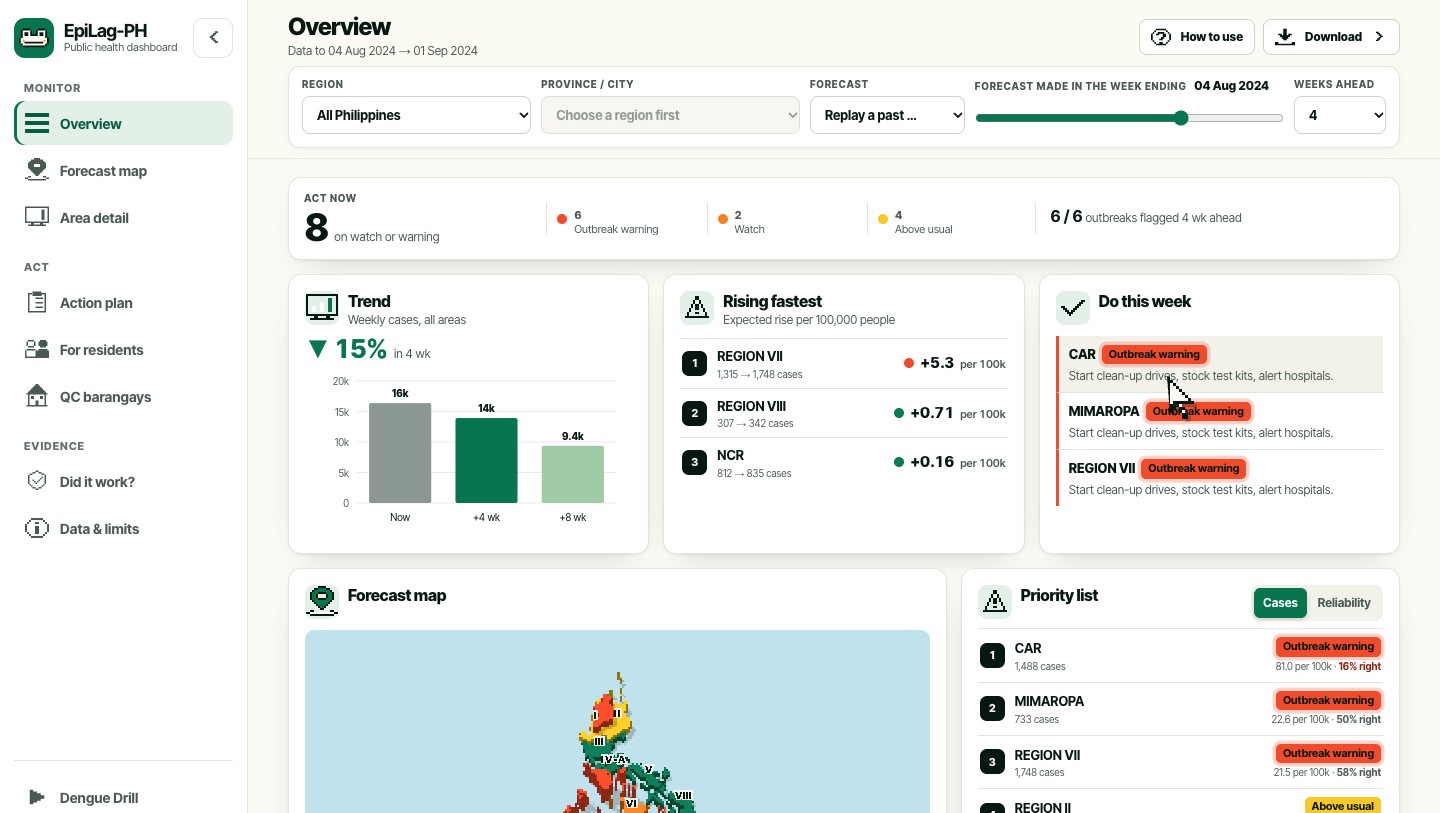 EpiLag-PH
Public health dashboard
MONITOR
Overview
Forecast map
Area detail
ACT
Action plan
For residents
QC barangays
EVIDENCE
Did it work?
Data & limits
Dengue Drill
Overview
Data to 04 Aug 2024 → 01 Sep 2024
How to use
Download
REGION
All Philippines
PROVINCE / CITY
Choose a region first
FORECAST
Replay a past ...
FORECAST MADE IN THE WEEK ENDING 04 Aug 2024
WEEKS AHEAD
4
ACT NOW
8 on watch or warning
6
Outbreak warning
2
Watch
4
Above usual
6 / 6 outbreaks flagged 4 wk ahead
Trend
Weekly cases, all areas
▼ 15% in 4 wk
20k
15k
10k
5k
0
16k
14k
9.4k
Now
+4 wk
+8 wk
Rising fastest
Expected rise per 100,000 people
1 REGION VII +5.3 per 100k
1,315 → 1,748 cases
2 REGION VIII +0.71 per 100k
307 → 342 cases
3 NCR +0.16 per 100k
812 → 835 cases
Do this week
CAR Outbreak warning
Start clean-up drives, stock test kits, alert hospitals.
MIMAROPA Outbreak warning
Start clean-up drives, stock test kits, alert hospitals.
REGION VII Outbreak warning
Start clean-up drives, stock test kits, alert hospitals.
Forecast map
I
II
III
IV-A
V
VI
VIII
Priority list
Cases
Reliability
1 CAR Outbreak warning
1,488 cases 81.0 per 100k · 16% right
2 MIMAROPA Outbreak warning
733 cases 22.6 per 100k · 50% right
3 REGION VII Outbreak warning
1,748 cases 21.5 per 100k · 58% right
REGION II Above usual